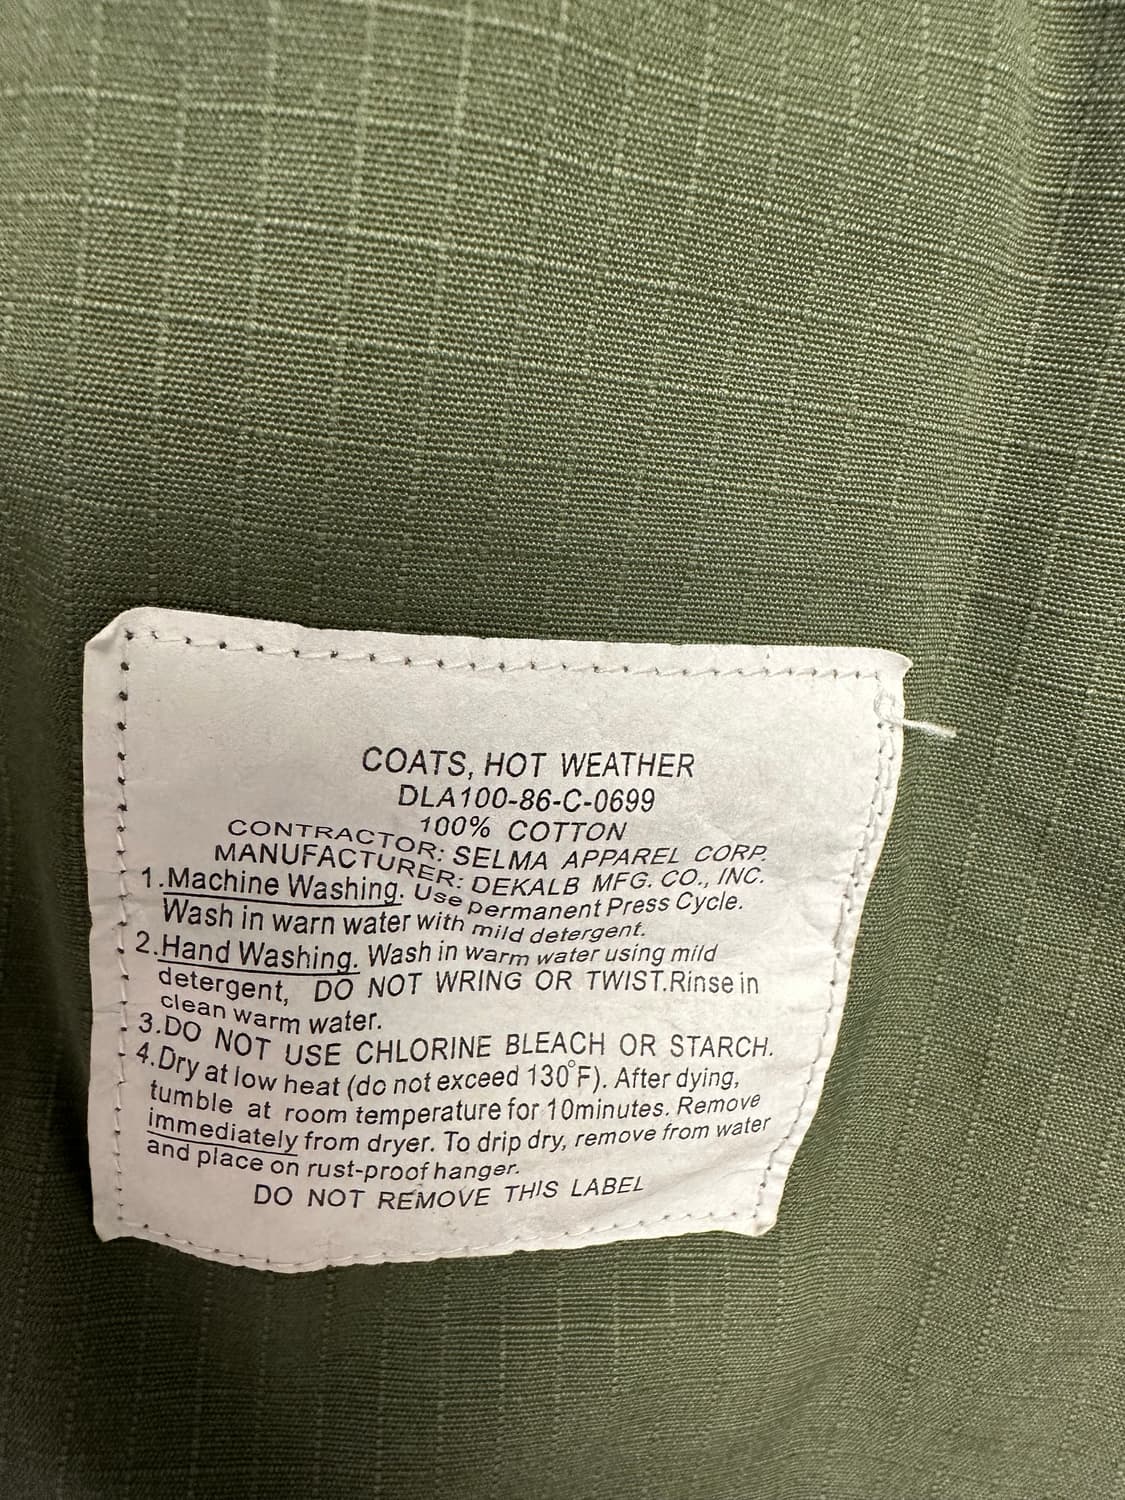 COATS, HOT WEATHER
DLA100-86-C-0699
100% COTTON
CONTRACTOR: SELMA APPAREL CORP.
MANUFACTURER: DEKALB MFG. CO., INC.
1.Machine Washing. Use permanent Press Cycle.
Wash in warn water with mild detergent.
2.Hand Washing. Wash in warm water using mild
detergent, DO NOT WRING OR TWIST.Rinse in
clean warm water.
3.DO NOT USE CHLORINE BLEACH OR STARCH.
4.Dry at low heat (do not exceed 130°F). After dying,
tumble at room temperature for 10minutes. Remove
immediately from dryer. To drip dry, remove from water
and place on rust-proof hanger.
DO NOT REMOVE THIS LABEL